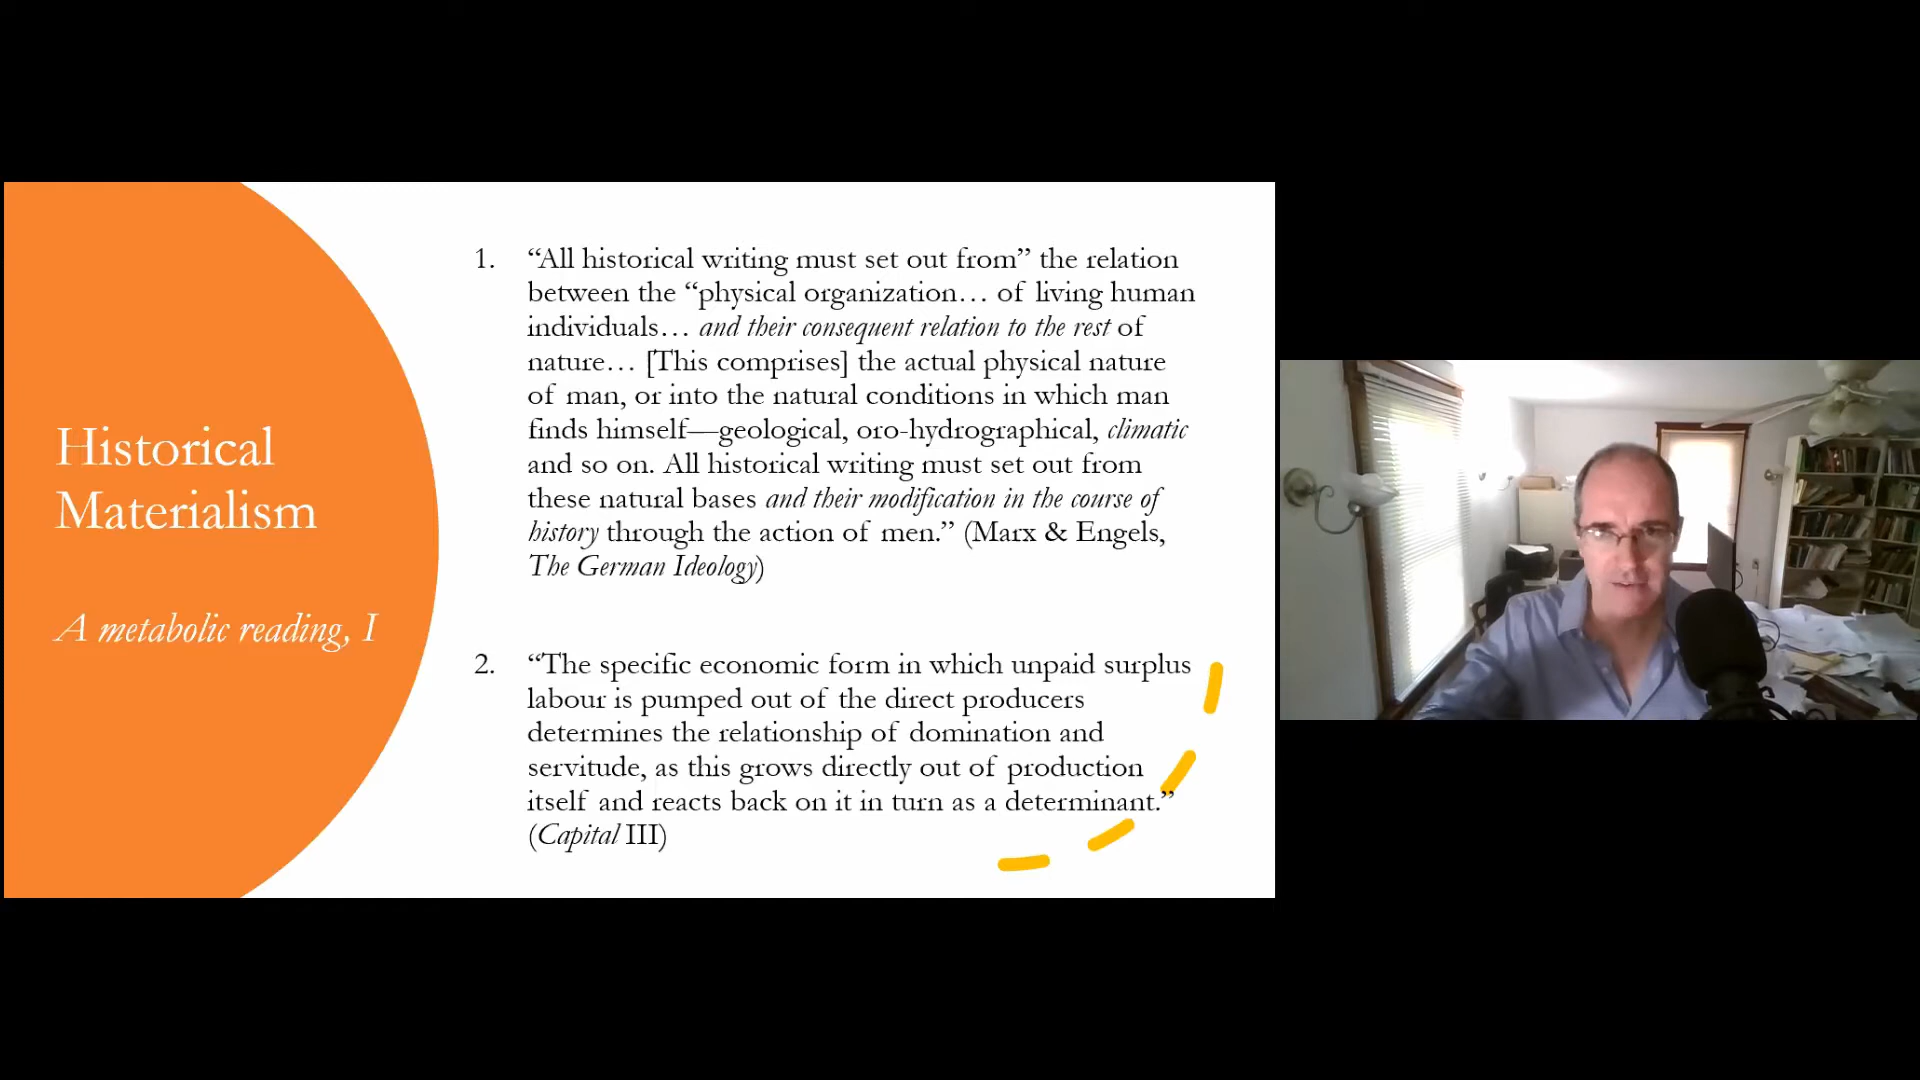 Historical
Materialism
A metabolic reading, I
1. “All historical writing must set out from” the relation
between the “physical organization… of living human
individuals… and their consequent relation to the rest of
nature… [This comprises] the actual physical nature
of man, or into the natural conditions in which man
finds himself—geological, oro-hydrographical, climatic
and so on. All historical writing must set out from
these natural bases and their modification in the course of
history through the action of men.” (Marx & Engels,
The German Ideology)
2. “The specific economic form in which unpaid surplus
labour is pumped out of the direct producers
determines the relationship of domination and
servitude, as this grows directly out of production
itself and reacts back on it in turn as a determinant.”
(Capital III)